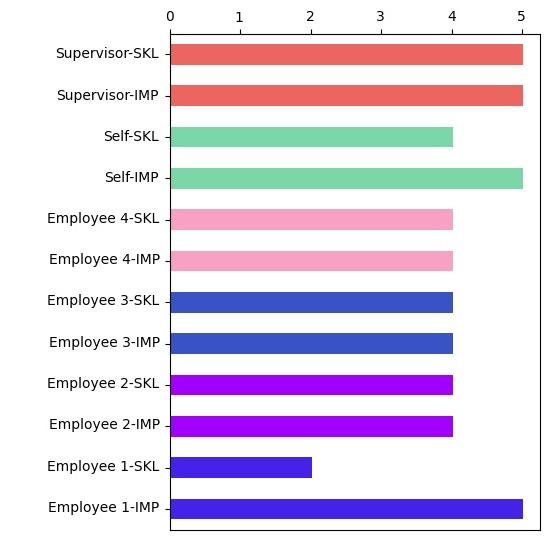 0 1 2 3 4 5
Supervisor-SKL
Supervisor-IMP
Self-SKL
Self-IMP
Employee 4-SKL
Employee 4-IMP
Employee 3-SKL
Employee 3-IMP
Employee 2-SKL
Employee 2-IMP
Employee 1-SKL
Employee 1-IMP